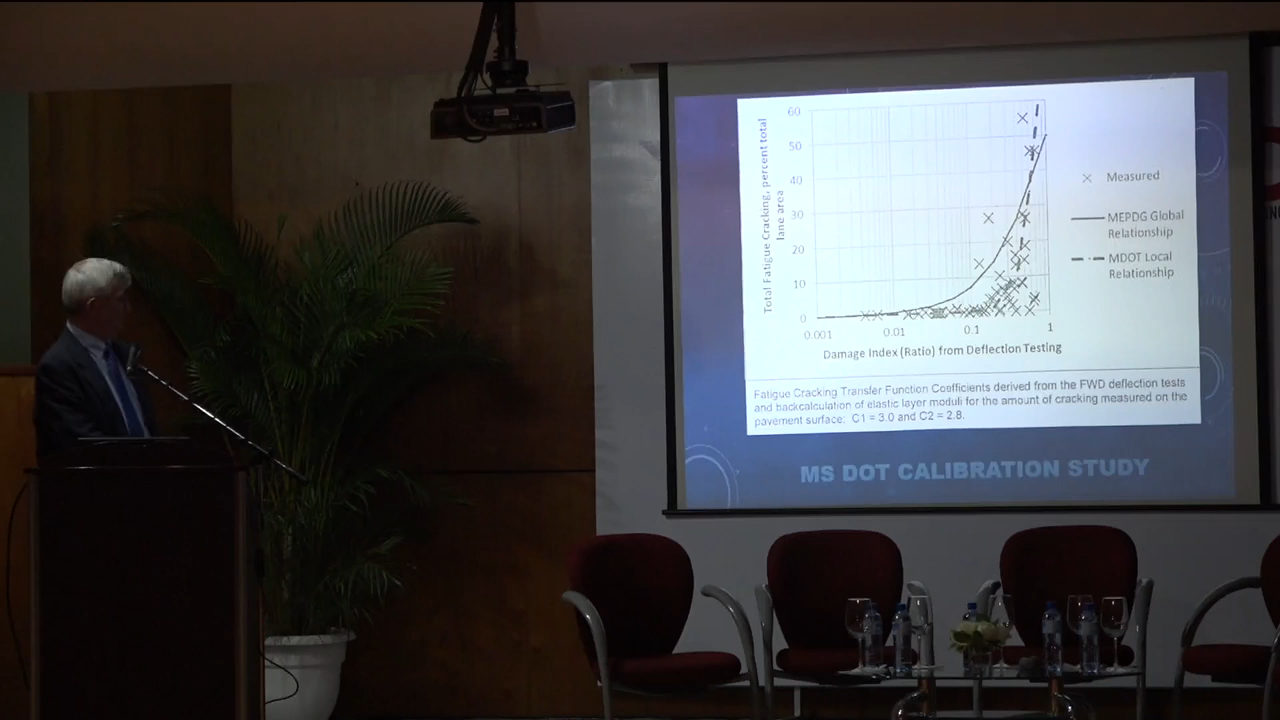 Total Fatigue Cracking, percent total
lane area
60
50
40
30
20
10
0
0.001
0.01
0.1
1
Damage Index (Ratio) from Deflection Testing
Measured
MEPDG Global
Relationship
MDOT Local
Relationship
Fatigue Cracking Transfer Function Coefficients derived from the FWD deflection tests
and backcalculation of elastic layer moduli for the amount of cracking measured on the
pavement surface: C1 = 3.0 and C2 = 2.8.
MS DOT CALIBRATION STUDY